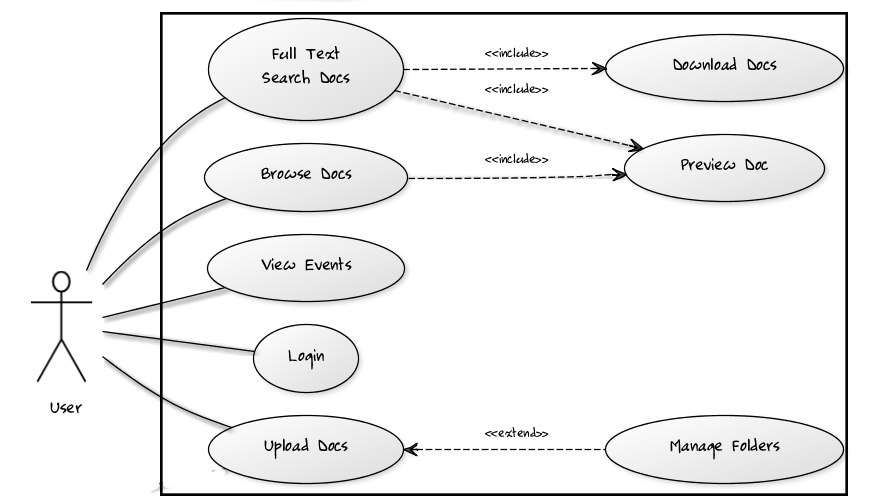 Full Text
Search Docs
<<include>>
Download Docs
<<include>>
Browse Docs
<<include>>
Preview Doc
View Events
Login
User
Upload Docs
<<extend>>
Manage Folders